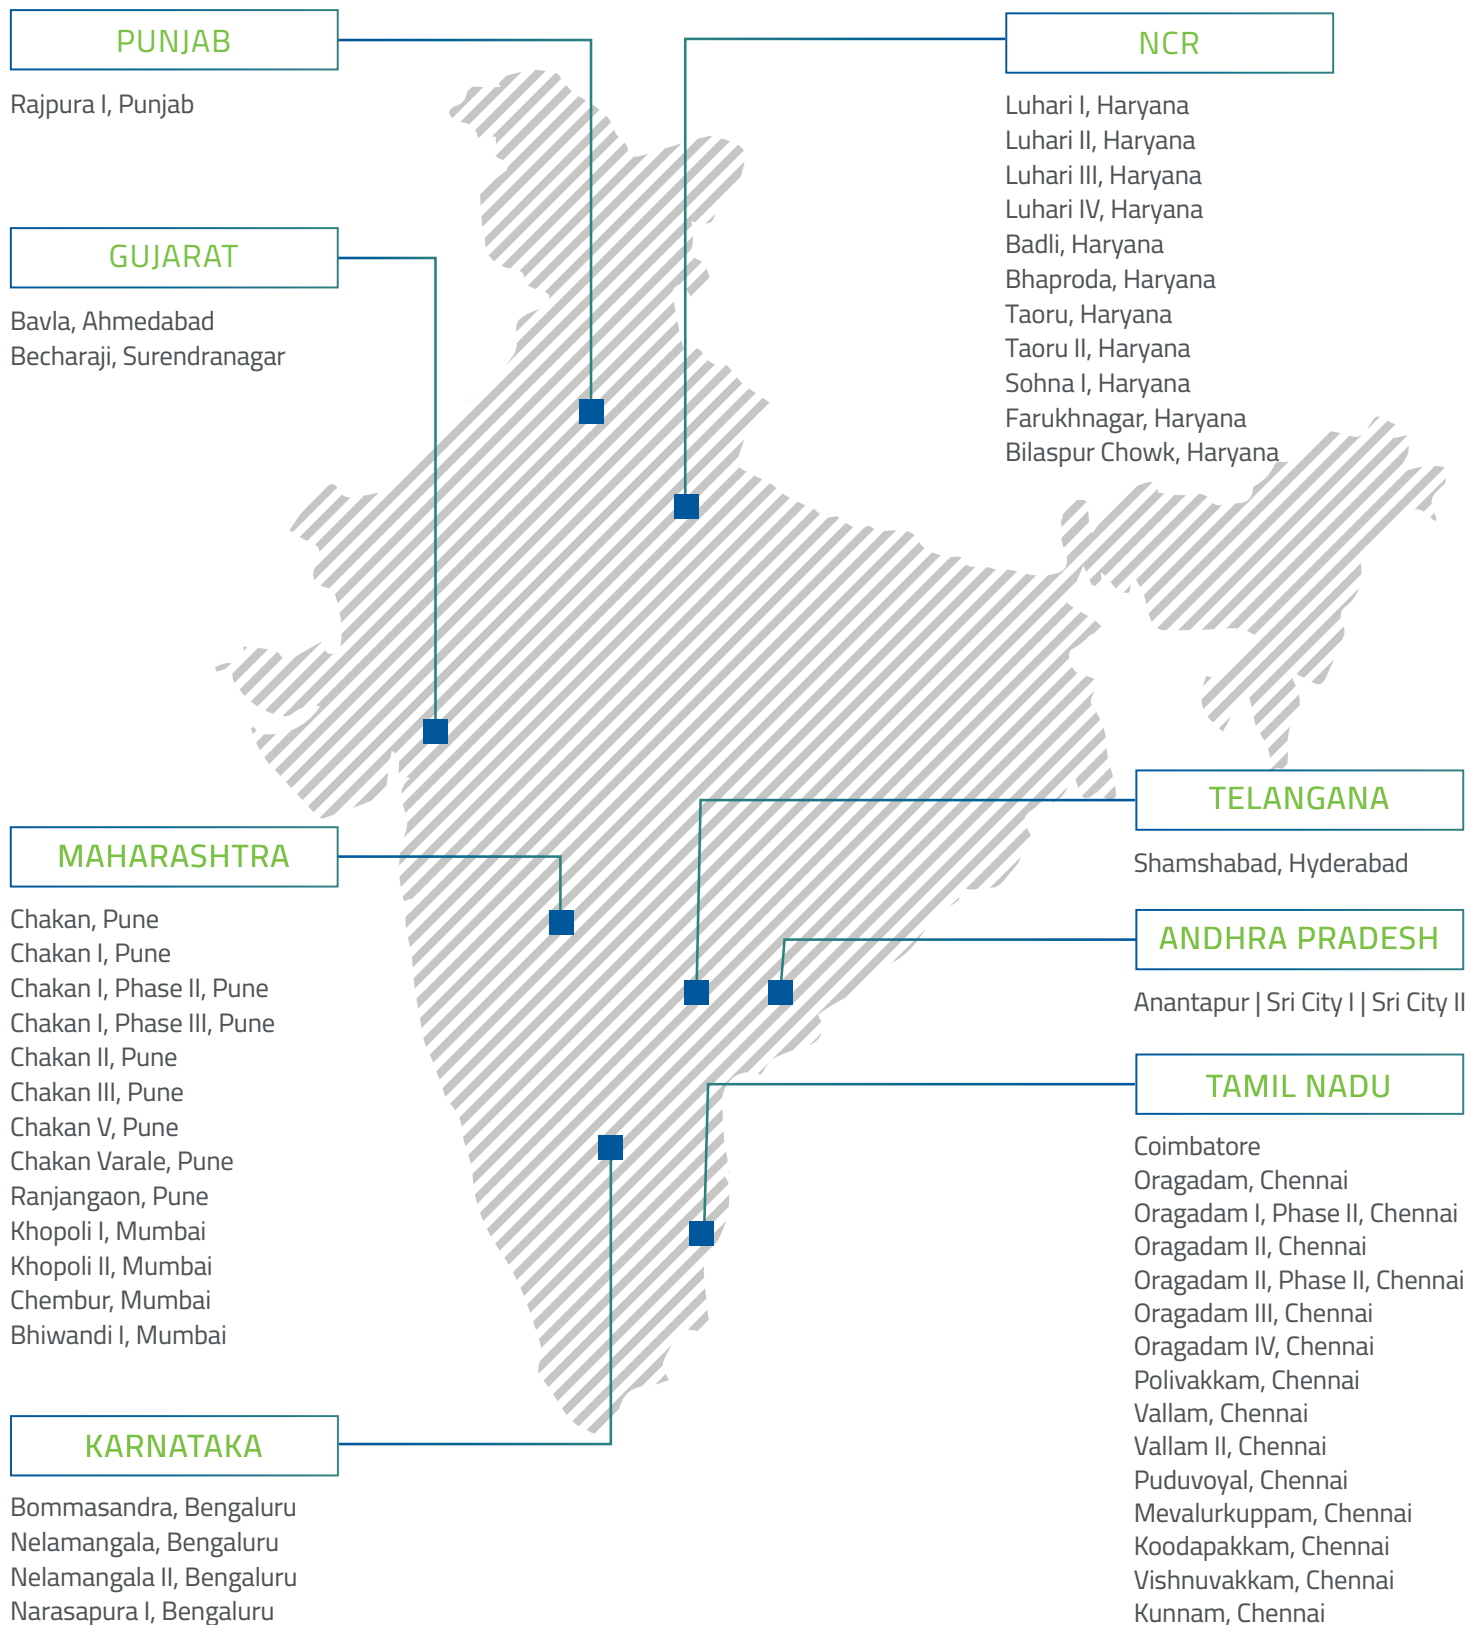 PUNJAB
Rajpura I, Punjab
GUJARAT
Bavla, Ahmedabad
Becharaji, Surendranagar
MAHARASHTRA
Chakan, Pune
Chakan I, Pune
Chakan I, Phase II, Pune
Chakan I, Phase III, Pune
Chakan II, Pune
Chakan III, Pune
Chakan V, Pune
Chakan Varale, Pune
Ranjangaon, Pune
Khopoli I, Mumbai
Khopoli II, Mumbai
Chembur, Mumbai
Bhiwandi I, Mumbai
KARNATAKA
Bommasandra, Bengaluru
Nelamangala, Bengaluru
Nelamangala II, Bengaluru
Narasapura I, Bengaluru
NCR
Luhari I, Haryana
Luhari II, Haryana
Luhari III, Haryana
Luhari IV, Haryana
Badli, Haryana
Bhaproda, Haryana
Taoru, Haryana
Taoru II, Haryana
Sohna I, Haryana
Farukhnagar, Haryana
Bilaspur Chowk, Haryana
TELANGANA
Shamshabad, Hyderabad
ANDHRA PRADESH
Anantapur | Sri City I | Sri City II
TAMIL NADU
Coimbatore
Oragadam, Chennai
Oragadam I, Phase II, Chennai
Oragadam II, Chennai
Oragadam II, Phase II, Chennai
Oragadam III, Chennai
Oragadam IV, Chennai
Polivakkam, Chennai
Vallam, Chennai
Vallam II, Chennai
Puduvoyal, Chennai
Mevalurkuppam, Chennai
Koodapakkam, Chennai
Vishnuvakkam, Chennai
Kunnam, Chennai